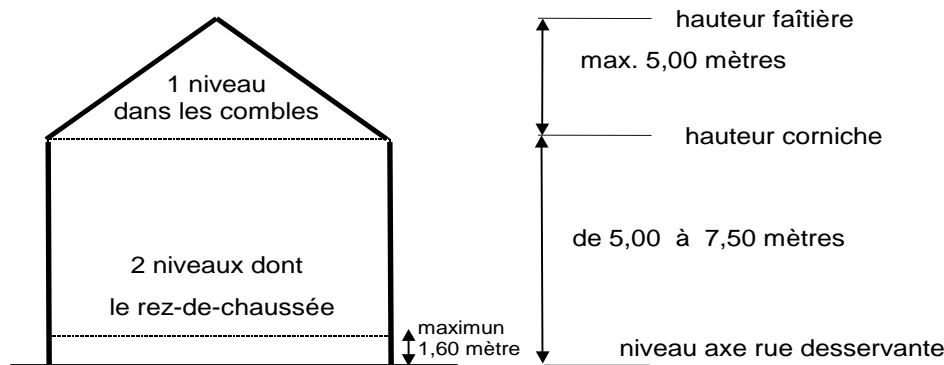 hauteur faîtière
max. 5,00 mètres
1 niveau
dans les combles
hauteur corniche
de 5,00 à 7,50 mètres
2 niveaux dont
le rez-de-chaussée
maximun
1,60 mètre
niveau axe rue desservante